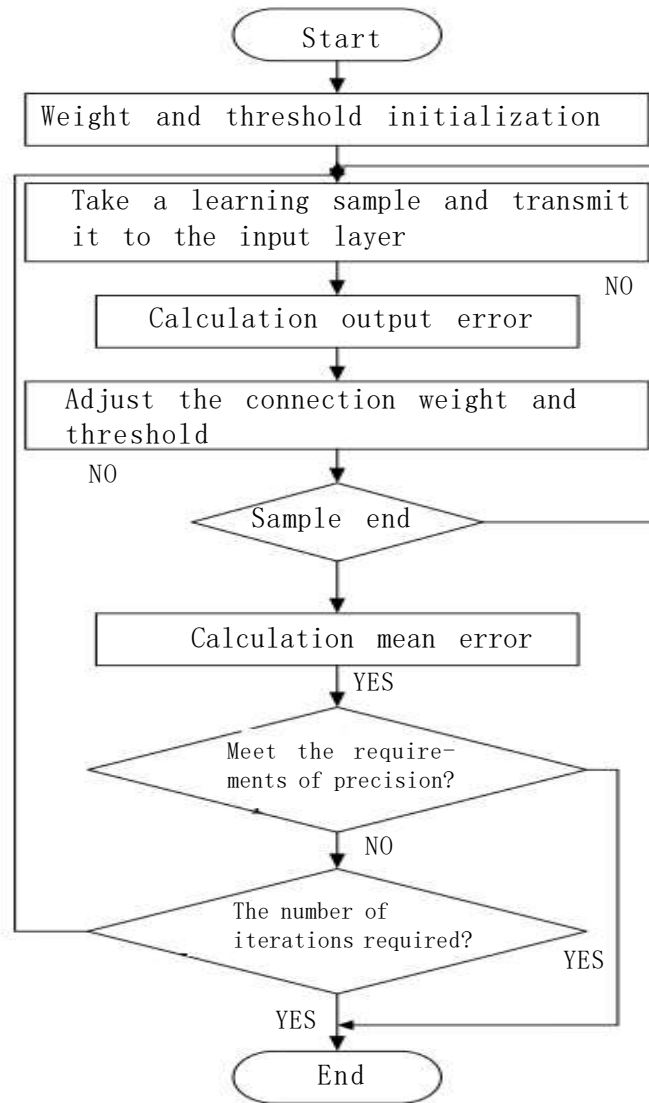 Start
Weight and threshold initialization
Take a learning sample and transmit
it to the input layer
NO
Calculation output error
Adjust the connection weight and
threshold
NO
Sample end
Calculation mean error
YES
Meet the require-
ments of precision?
NO
The number of
iterations required?
YES
YES
End